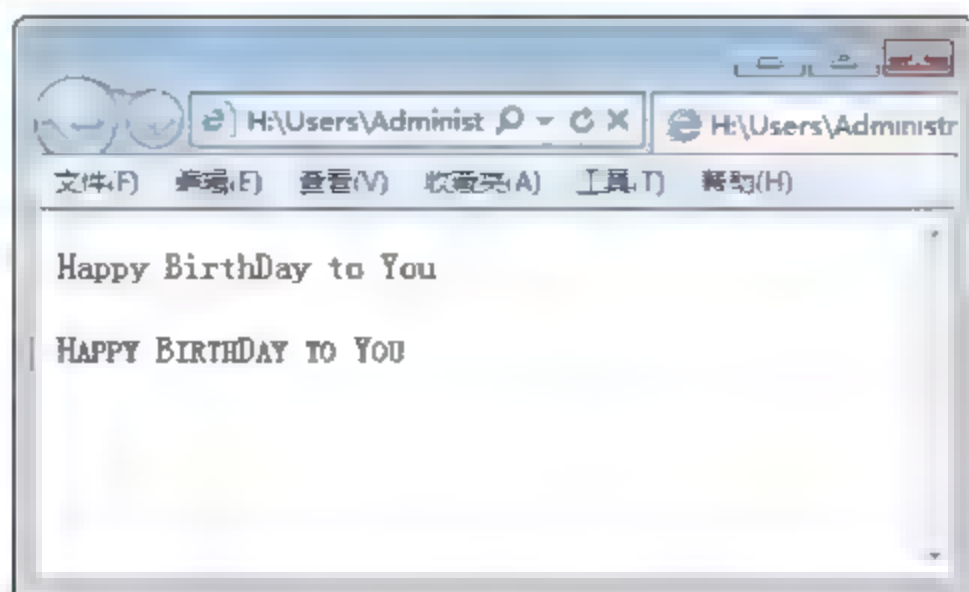 H:\Users\Administ
H:\Users\Administr
文件(F) 编辑(E) 查看(V) 收藏夹(A) 工具(T) 帮助(H)
Happy BirthDay to You
HAPPY BIRTHDAY TO YOU